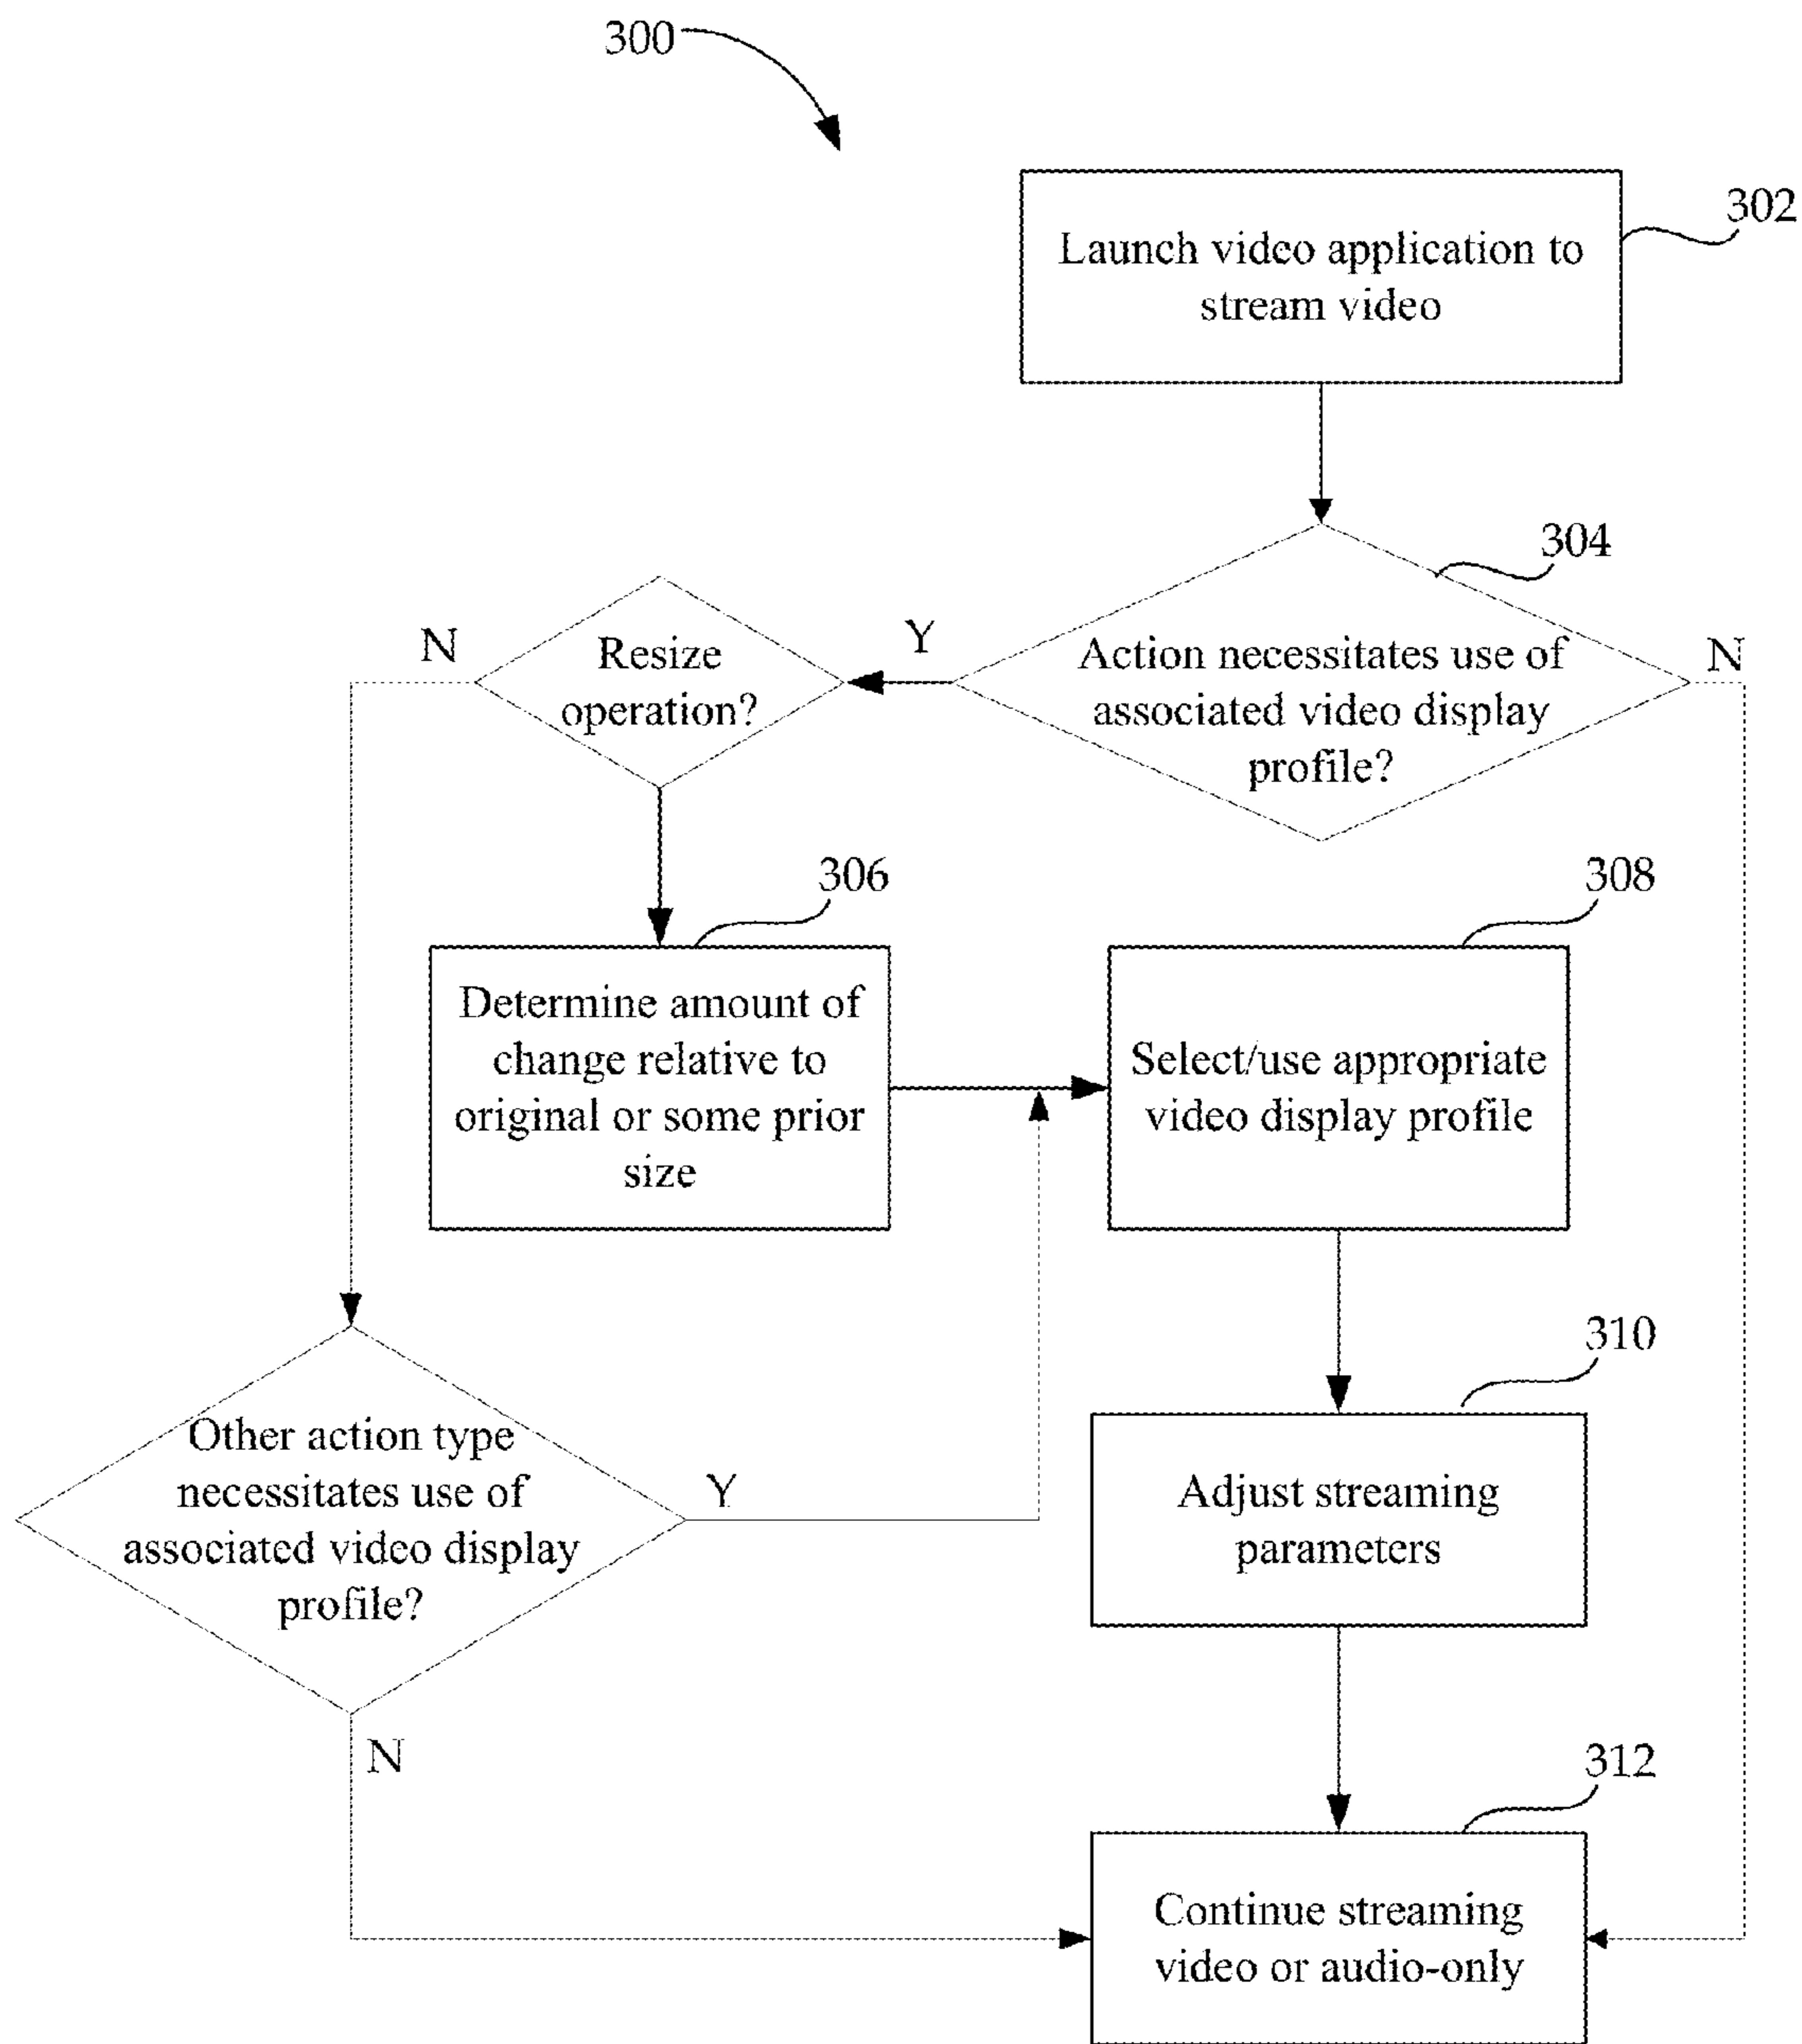 300
Launch video application to
stream video
302
304
Action necessitates use of
associated video display
profile?
Y
N
Resize
operation?
N
306
Determine amount of
change relative to
original or some prior
size
308
Select/use appropriate
video display profile
310
Adjust streaming
parameters
Other action type
necessitates use of
associated video display
profile?
Y
N
312
Continue streaming
video or audio-only